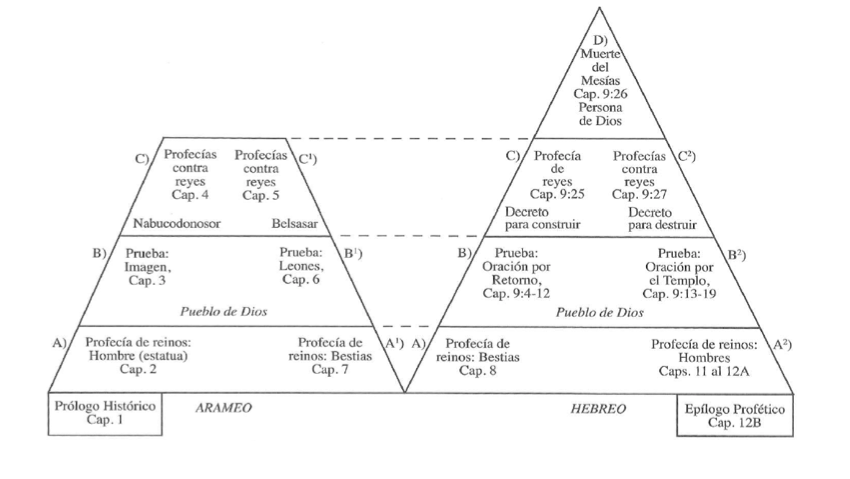 D)
Muerte
del
Mesías
Cap. 9:26
Persona
de Dios
C)
Profecías
contra
reyes
Cap. 4
Nabucodonosor
Profecías
contra
reyes
Cap. 5
Belsasar
C¹)
C)
Profecía
de
reyes
Cap. 9:25
Decreto
para construir
Profecías
contra
reyes
Cap. 9:27
Decreto
para destruir
C²)
B)
Prueba:
Imagen,
Cap. 3
Prueba:
Leones,
Cap. 6
B¹)
Pueblo de Dios
B)
Prueba:
Oración por
Retorno,
Cap. 9:4-12
Prueba:
Oración por
el Templo,
Cap. 9:13-19
B²)
Pueblo de Dios
A)
Profecía de reinos:
Hombre (estatua)
Cap. 2
Profecía de
reinos: Bestias
Cap. 7
A¹)
A)
Profecía de
reinos: Bestias
Cap. 8
Profecía de reinos:
Hombres
Caps. 11 al 12A
A²)
Prólogo Histórico
Cap. 1
ARAMEO
HEBREO
Epílogo Profético
Cap. 12B